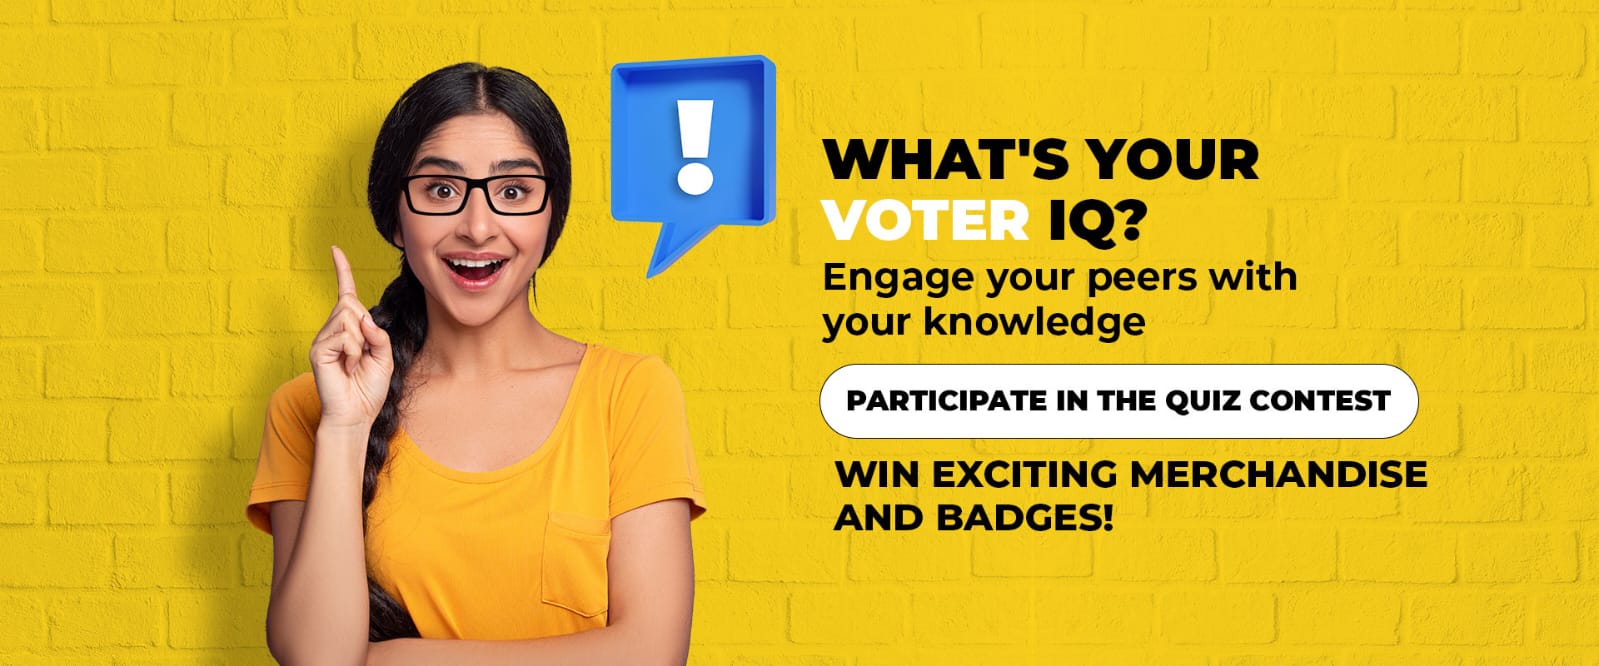 !
WHAT'S YOUR
VOTER IQ?
Engage your peers with
your knowledge
PARTICIPATE IN THE QUIZ CONTEST
WIN EXCITING MERCHANDISE
AND BADGES!